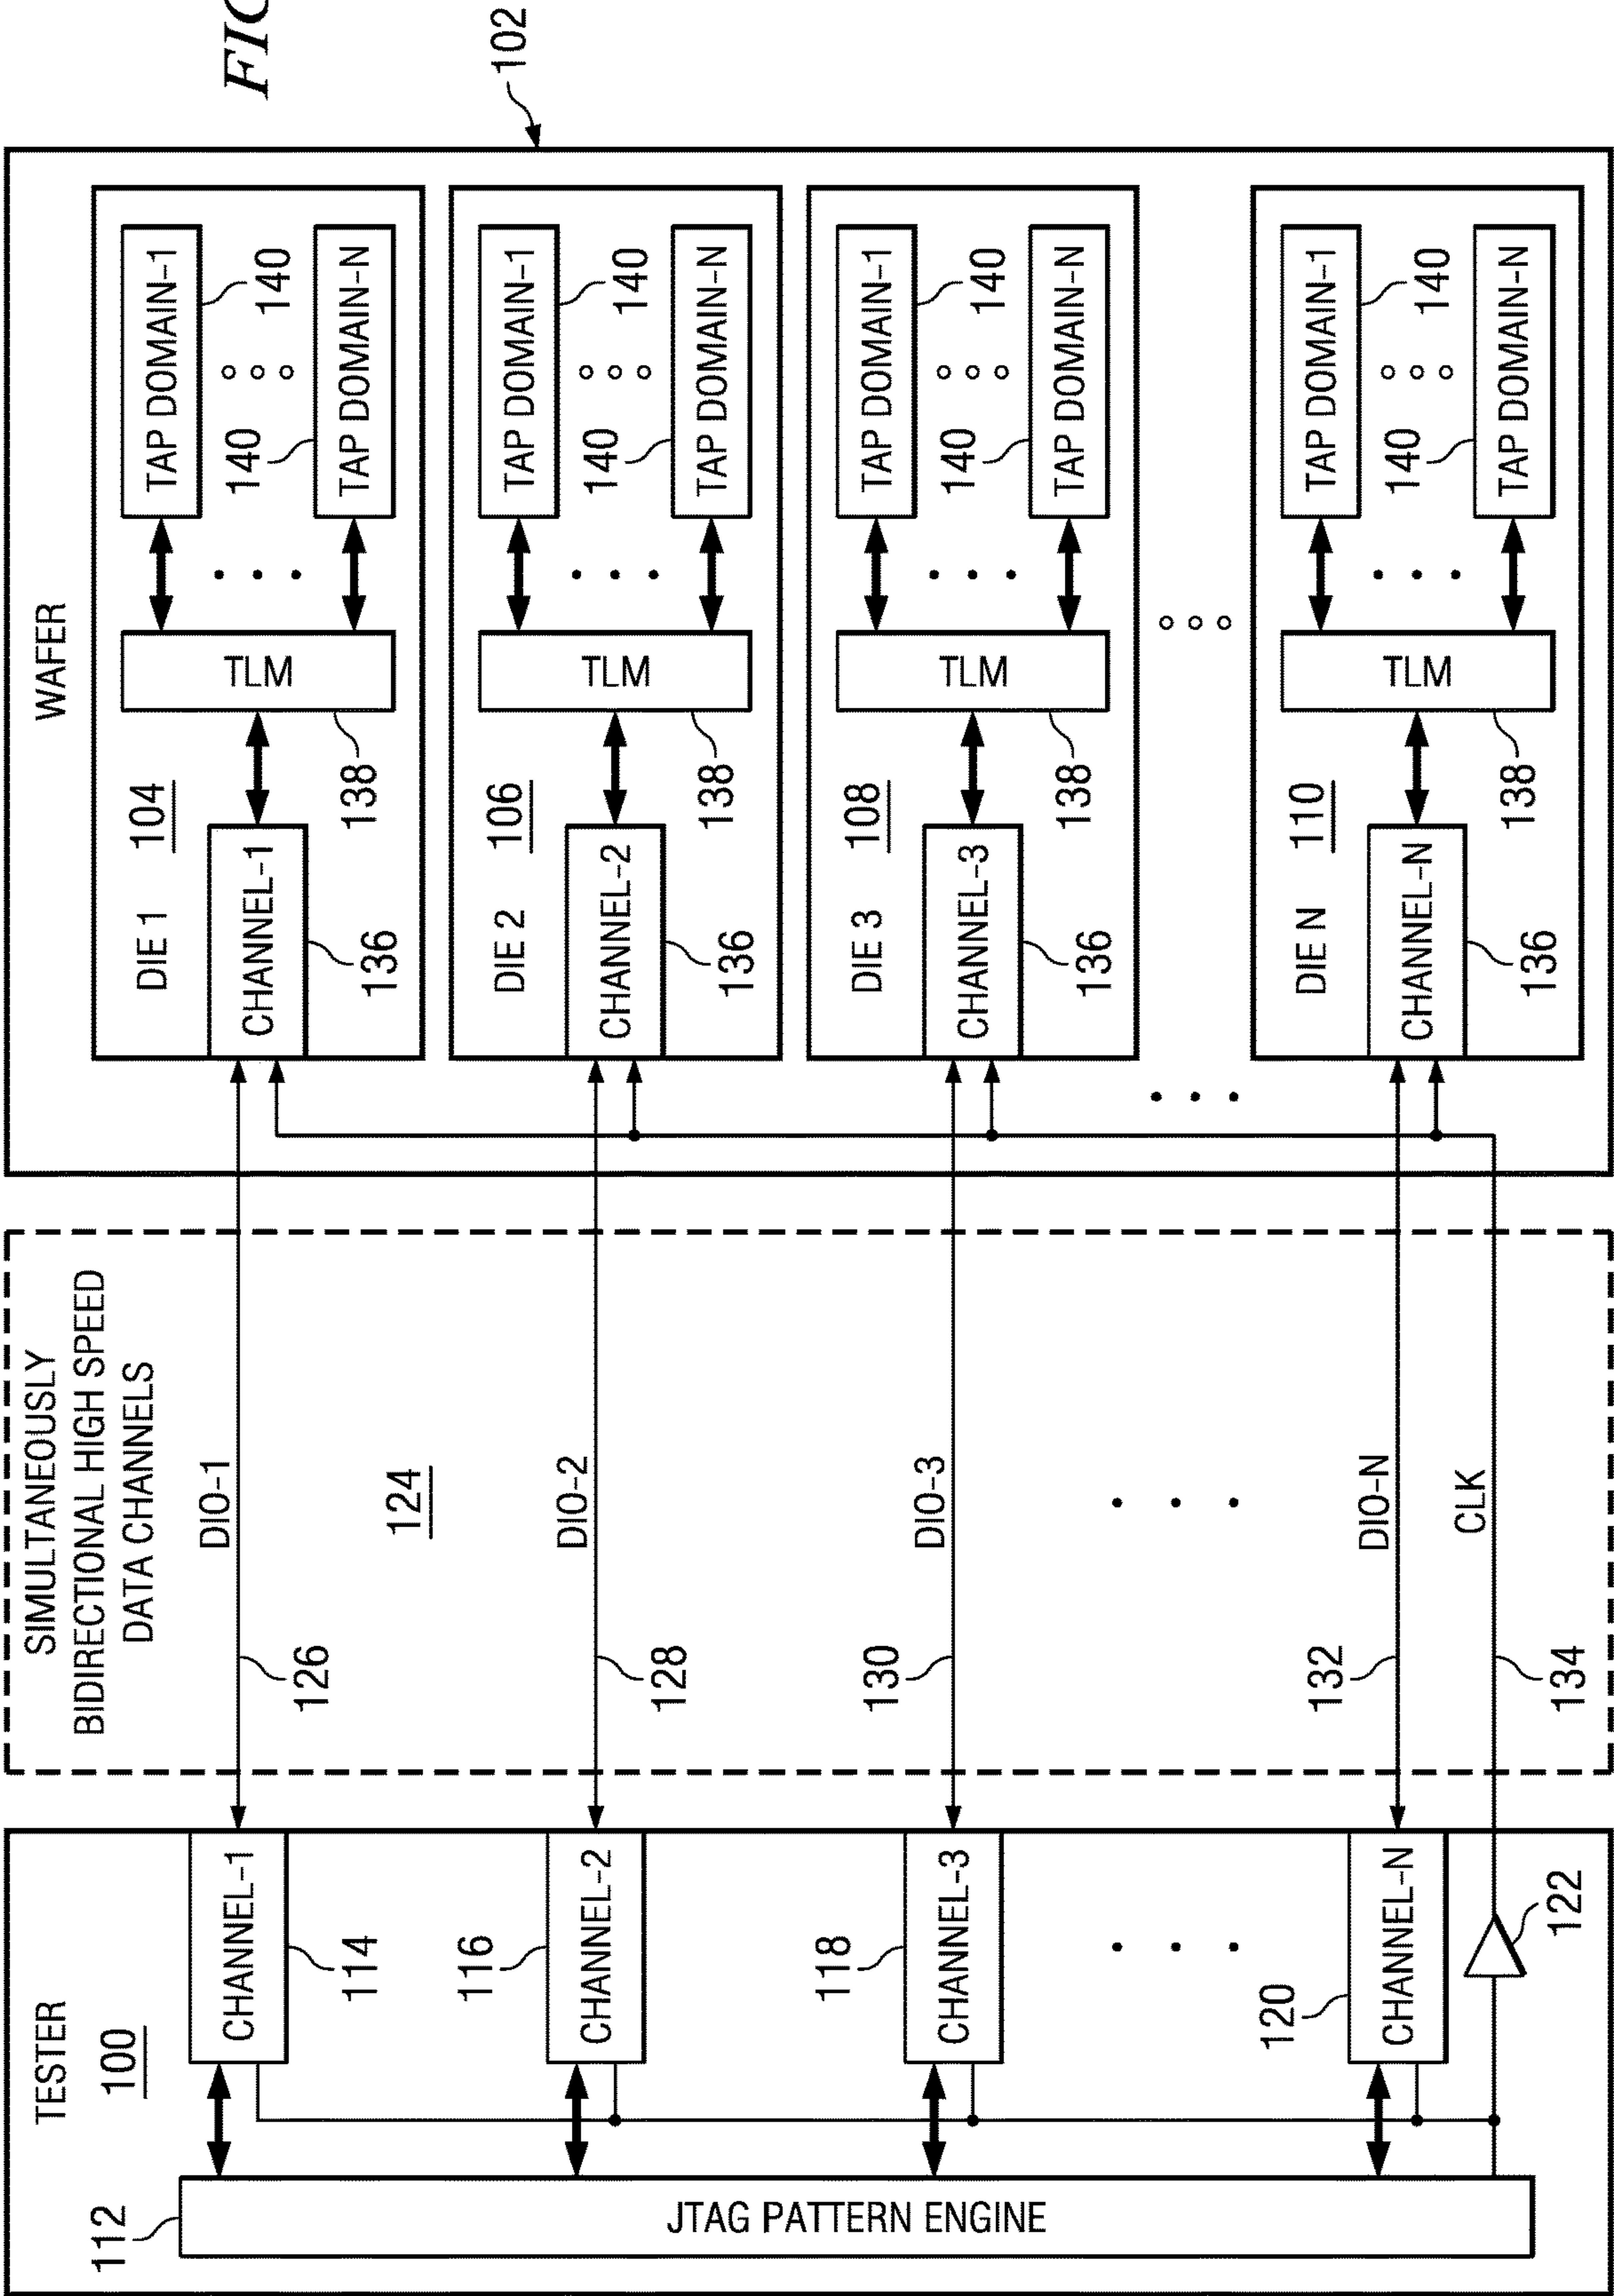 FIG
102
WAFER
TESTER
100
SIMULTANEOUSLY
BIDIRECTIONAL HIGH SPEED
DATA CHANNELS
124
112
JTAG PATTERN ENGINE
CHANNEL-1
114
DIO-1
126
DIE 1
104
CHANNEL-1
136
TLM
138
TAP DOMAIN-1
140
140
TAP DOMAIN-N
CHANNEL-2
116
DIO-2
128
DIE 2
106
CHANNEL-2
136
TLM
138
TAP DOMAIN-1
140
140
TAP DOMAIN-N
CHANNEL-3
118
DIO-3
130
DIE 3
108
CHANNEL-3
136
TLM
138
TAP DOMAIN-1
140
140
TAP DOMAIN-N
CHANNEL-N
120
DIO-N
132
DIE N
110
CHANNEL-N
136
TLM
138
TAP DOMAIN-1
140
140
TAP DOMAIN-N
122
CLK
134